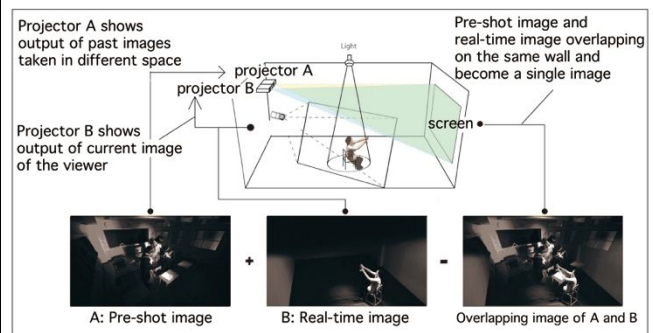 Projector A shows
output of past images
taken in different space
Pre-shot image and
real-time image overlapping
on the same wall and
become a single image
Light
projector A
projector B
screen
Projector B shows
output of current image
of the viewer
+
-
A: Pre-shot image
B: Real-time image
Overlapping image of A and B